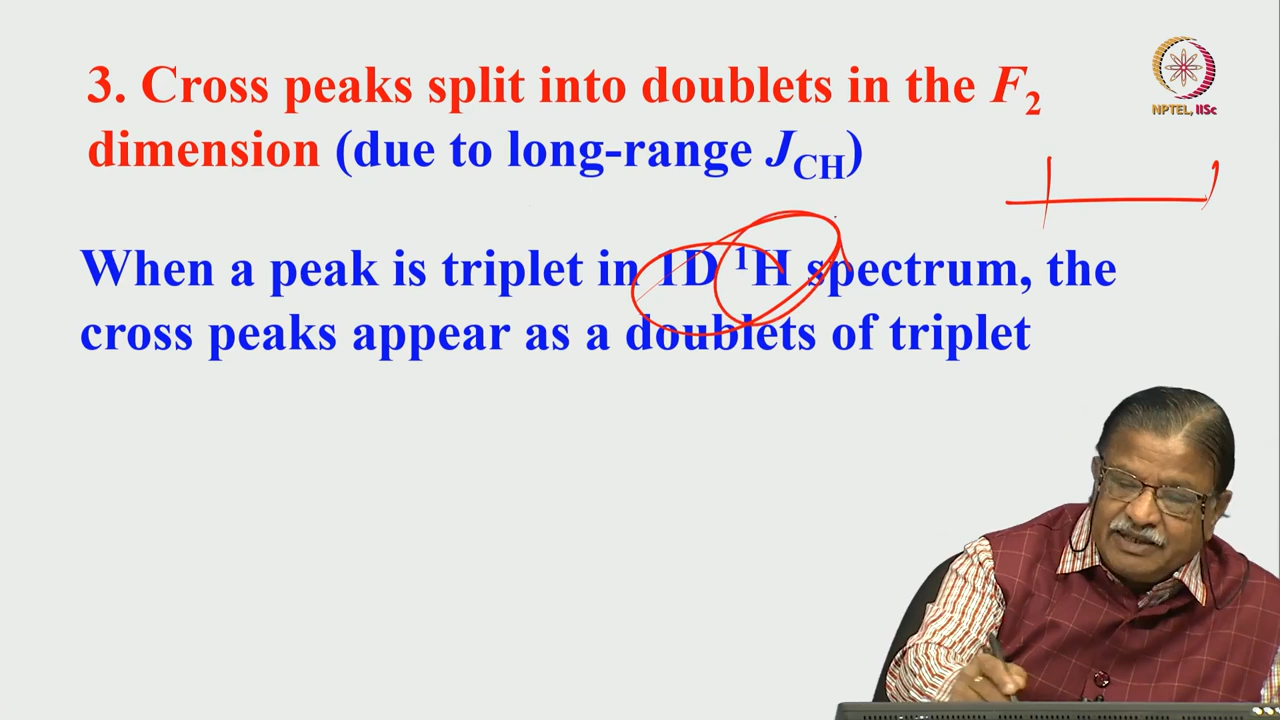 3. Cross peaks split into doublets in the F₂
dimension (due to long-range J_CH)
When a peak is triplet in 1D ¹H spectrum, the
cross peaks appear as a doublets of triplet
NPTEL, IISc